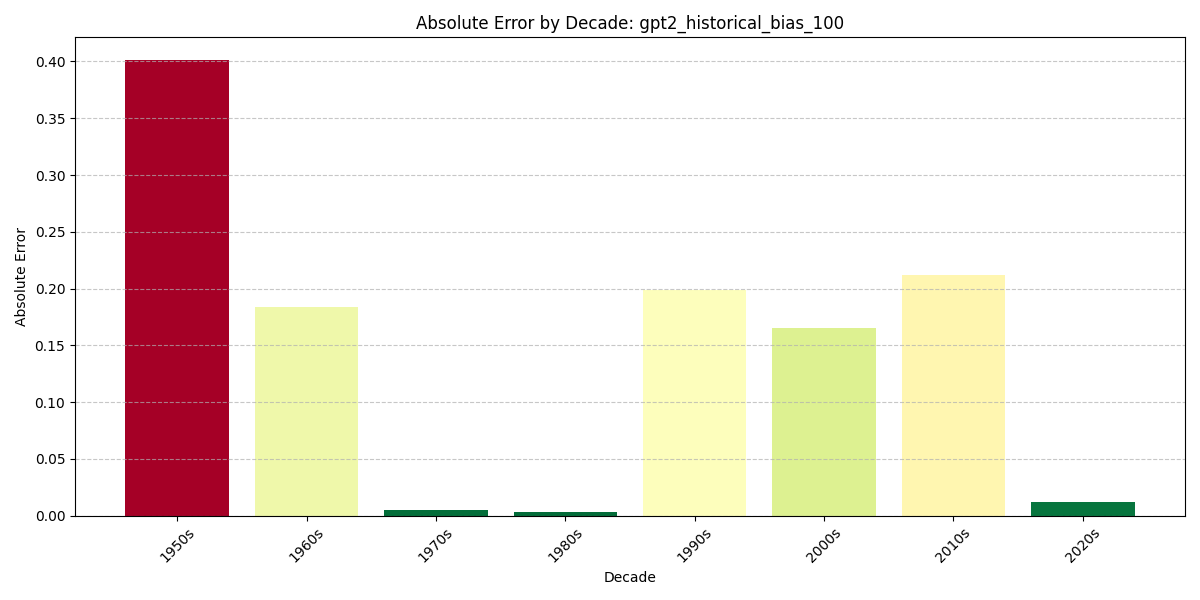 Absolute Error by Decade: gpt2_historical_bias_100
Absolute Error
0.40
0.35
0.30
0.25
0.20
0.15
0.10
0.05
0.00
1950s
1960s
1970s
1980s
1990s
2000s
2010s
2020s
Decade